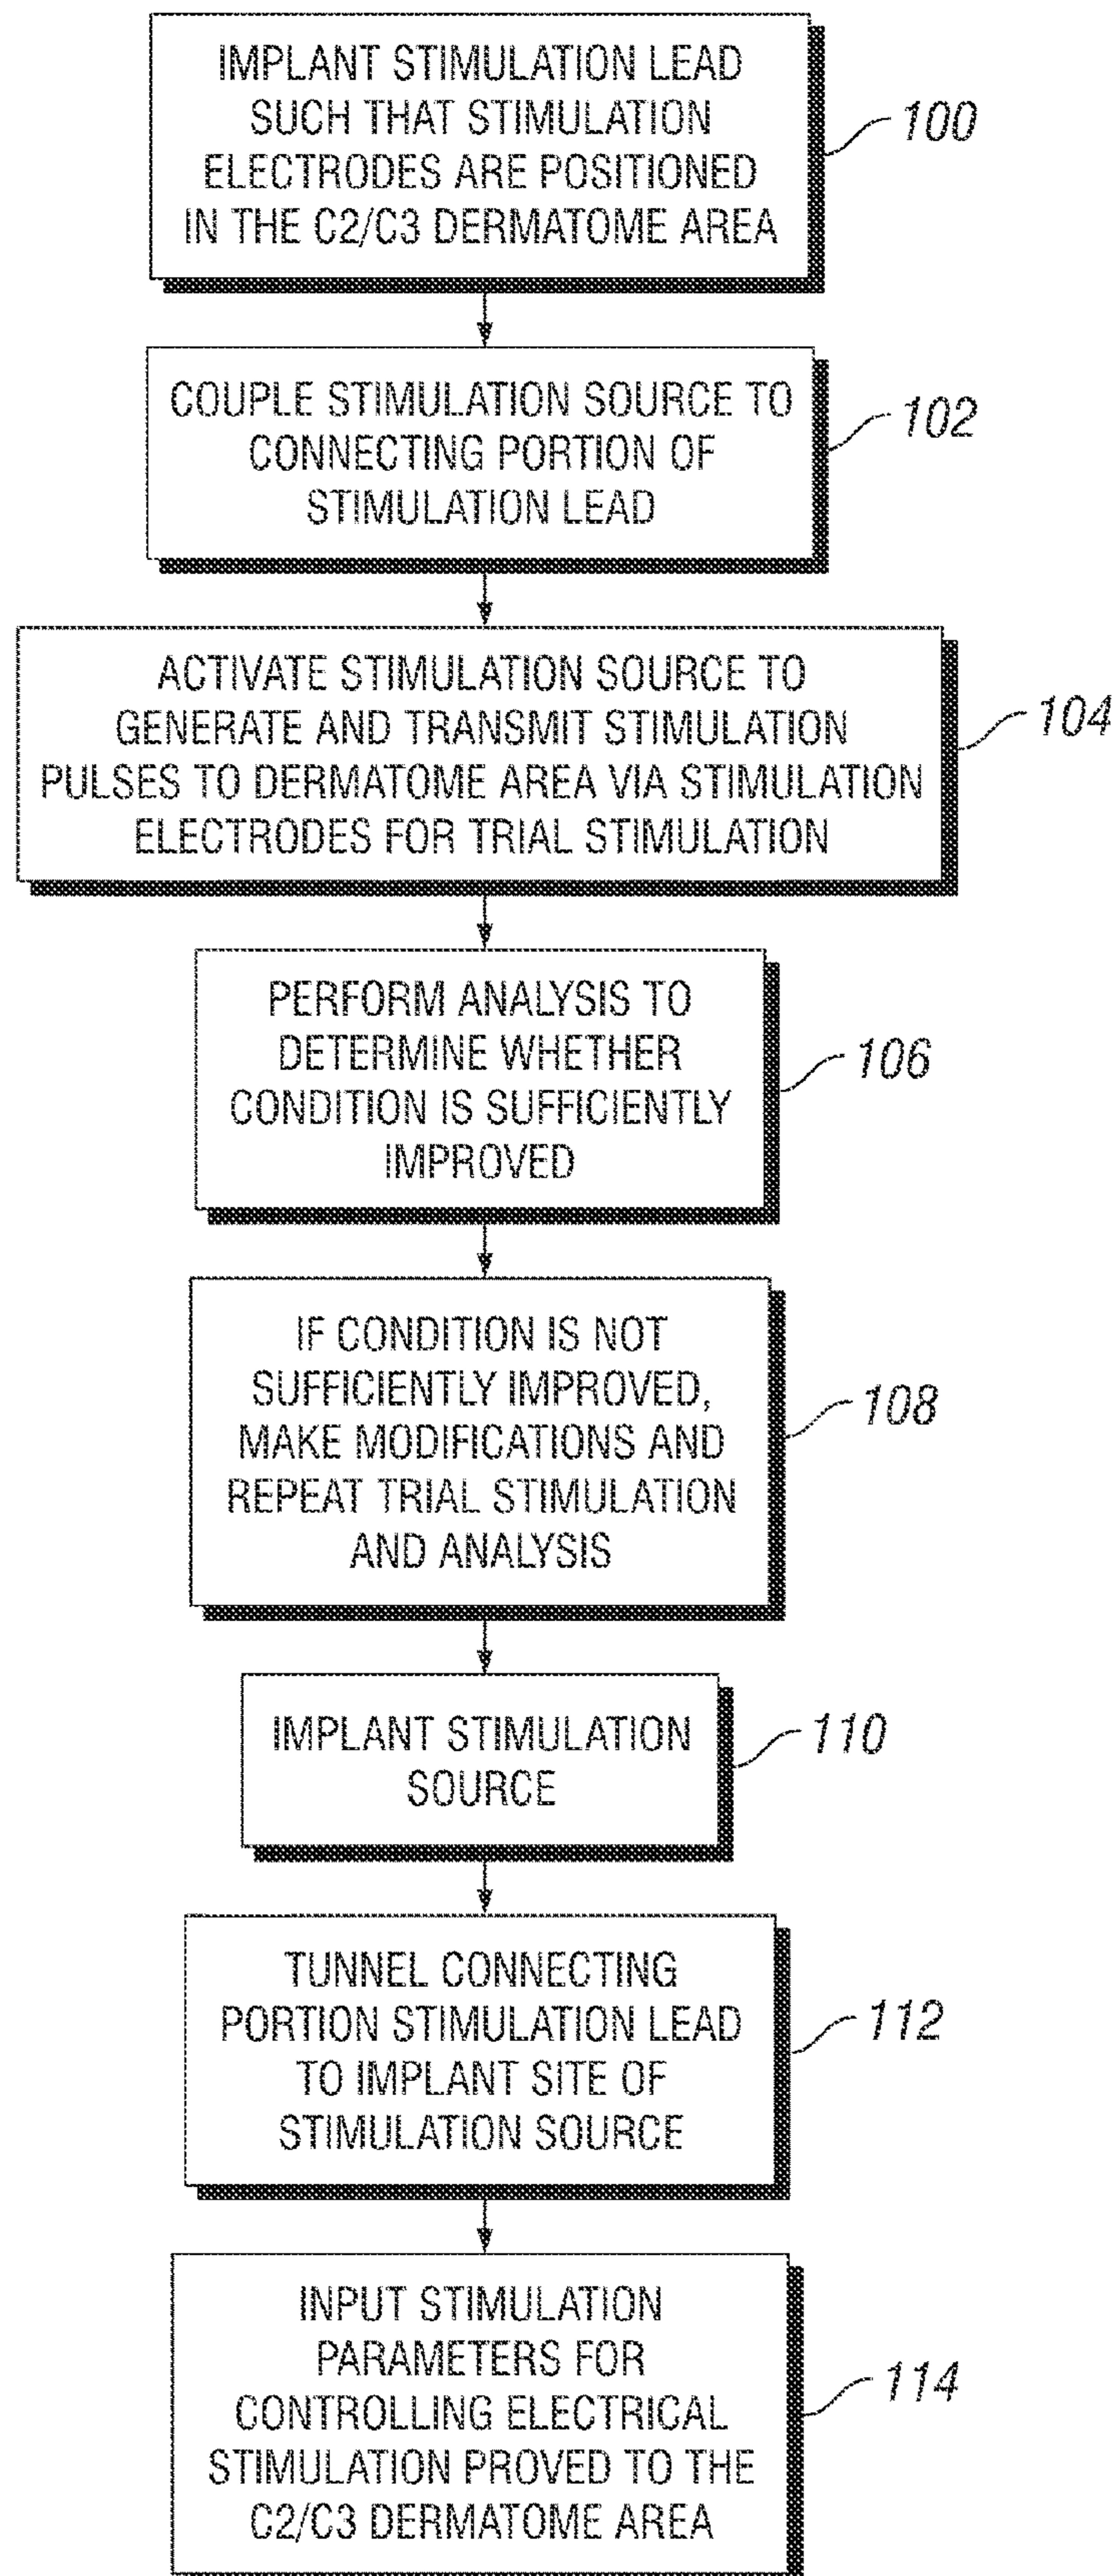 IMPLANT STIMULATION LEAD
SUCH THAT STIMULATION
ELECTRODES ARE POSITIONED
IN THE C2/C3 DERMATOME AREA
100
COUPLE STIMULATION SOURCE TO
CONNECTING PORTION OF
STIMULATION LEAD
102
ACTIVATE STIMULATION SOURCE TO
GENERATE AND TRANSMIT STIMULATION
PULSES TO DERMATOME AREA VIA STIMULATION
ELECTRODES FOR TRIAL STIMULATION
104
PERFORM ANALYSIS TO
DETERMINE WHETHER
CONDITION IS SUFFICIENTLY
IMPROVED
106
IF CONDITION IS NOT
SUFFICIENTLY IMPROVED,
MAKE MODIFICATIONS AND
REPEAT TRIAL STIMULATION
AND ANALYSIS
108
IMPLANT STIMULATION
SOURCE
110
TUNNEL CONNECTING
PORTION STIMULATION LEAD
TO IMPLANT SITE OF
STIMULATION SOURCE
112
INPUT STIMULATION
PARAMETERS FOR
CONTROLLING ELECTRICAL
STIMULATION PROVED TO THE
C2/C3 DERMATOME AREA
114